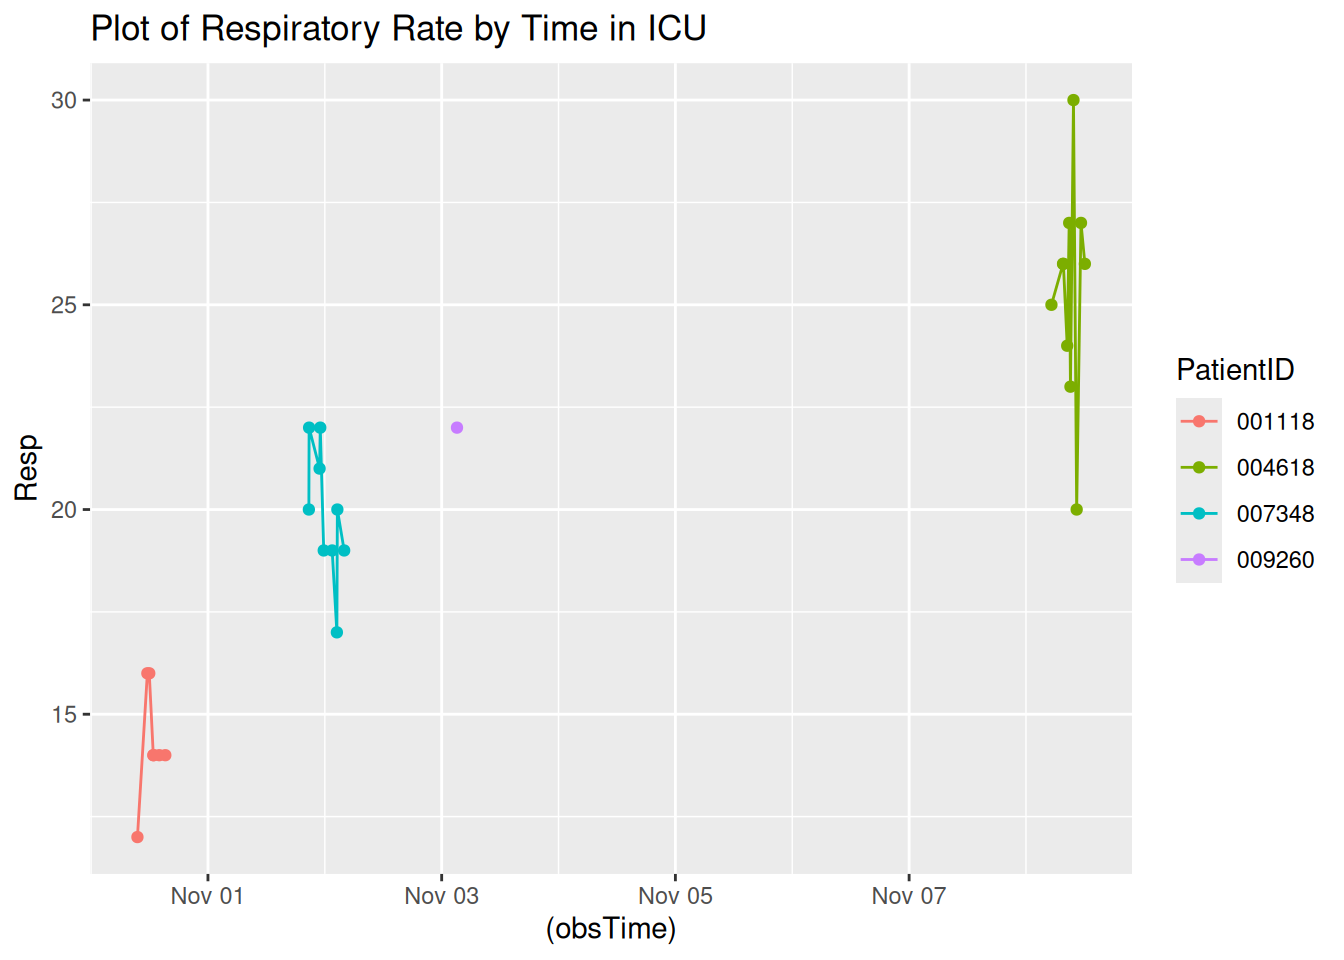 Plot of Respiratory Rate by Time in ICU
30
25
20
15
Resp
Nov 01
Nov 03
Nov 05
Nov 07
(obsTime)
PatientID
001118
004618
007348
009260